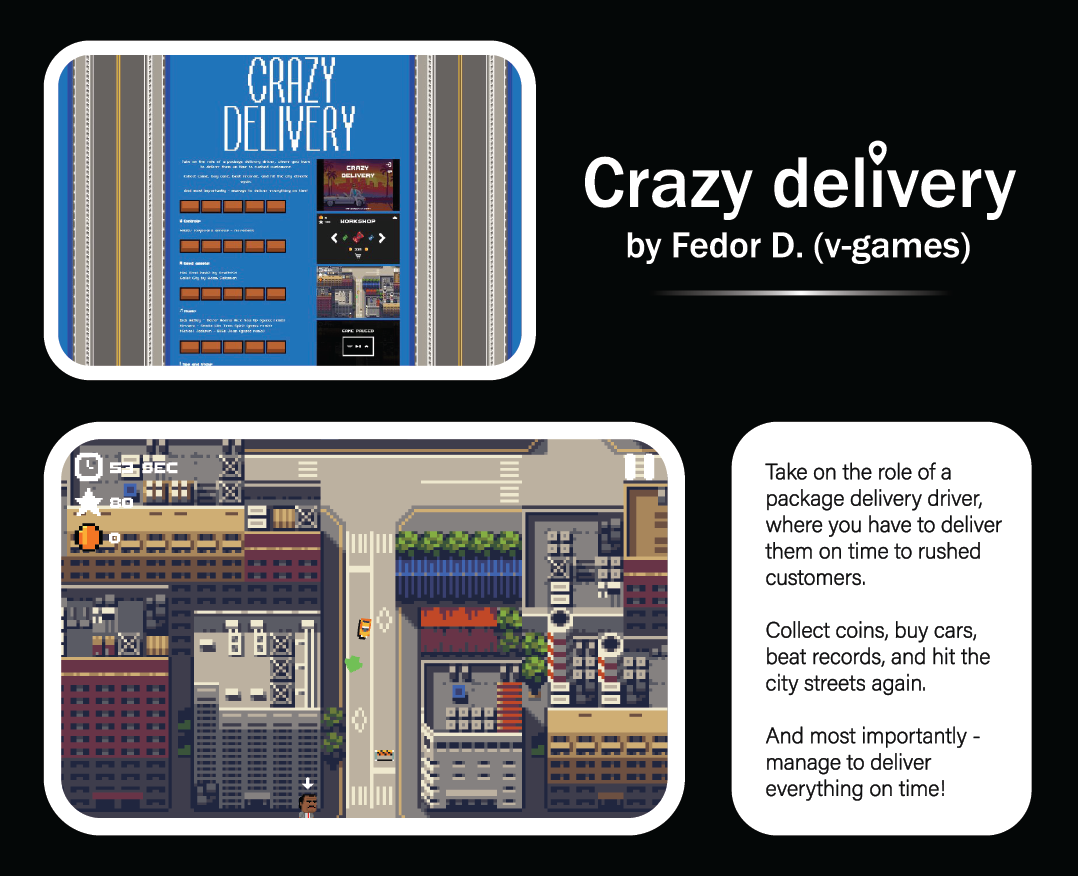 CRAZY
DELIVERY
Take on the role of a package delivery driver, where you have
to deliver them on time to rushed customers.
Collect coins, buy cars, beat records, and hit the city streets
again.
And most importantly - manage to deliver everything on time!
CRAZY
DELIVERY
WORKSHOP
GAME PAUSED
Crazy delivery
by Fedor D. (v-games)
53 SEC
80
0
Take on the role of a
package delivery driver,
where you have to deliver
them on time to rushed
customers.
Collect coins, buy cars,
beat records, and hit the
city streets again.
And most importantly -
manage to deliver
everything on time!